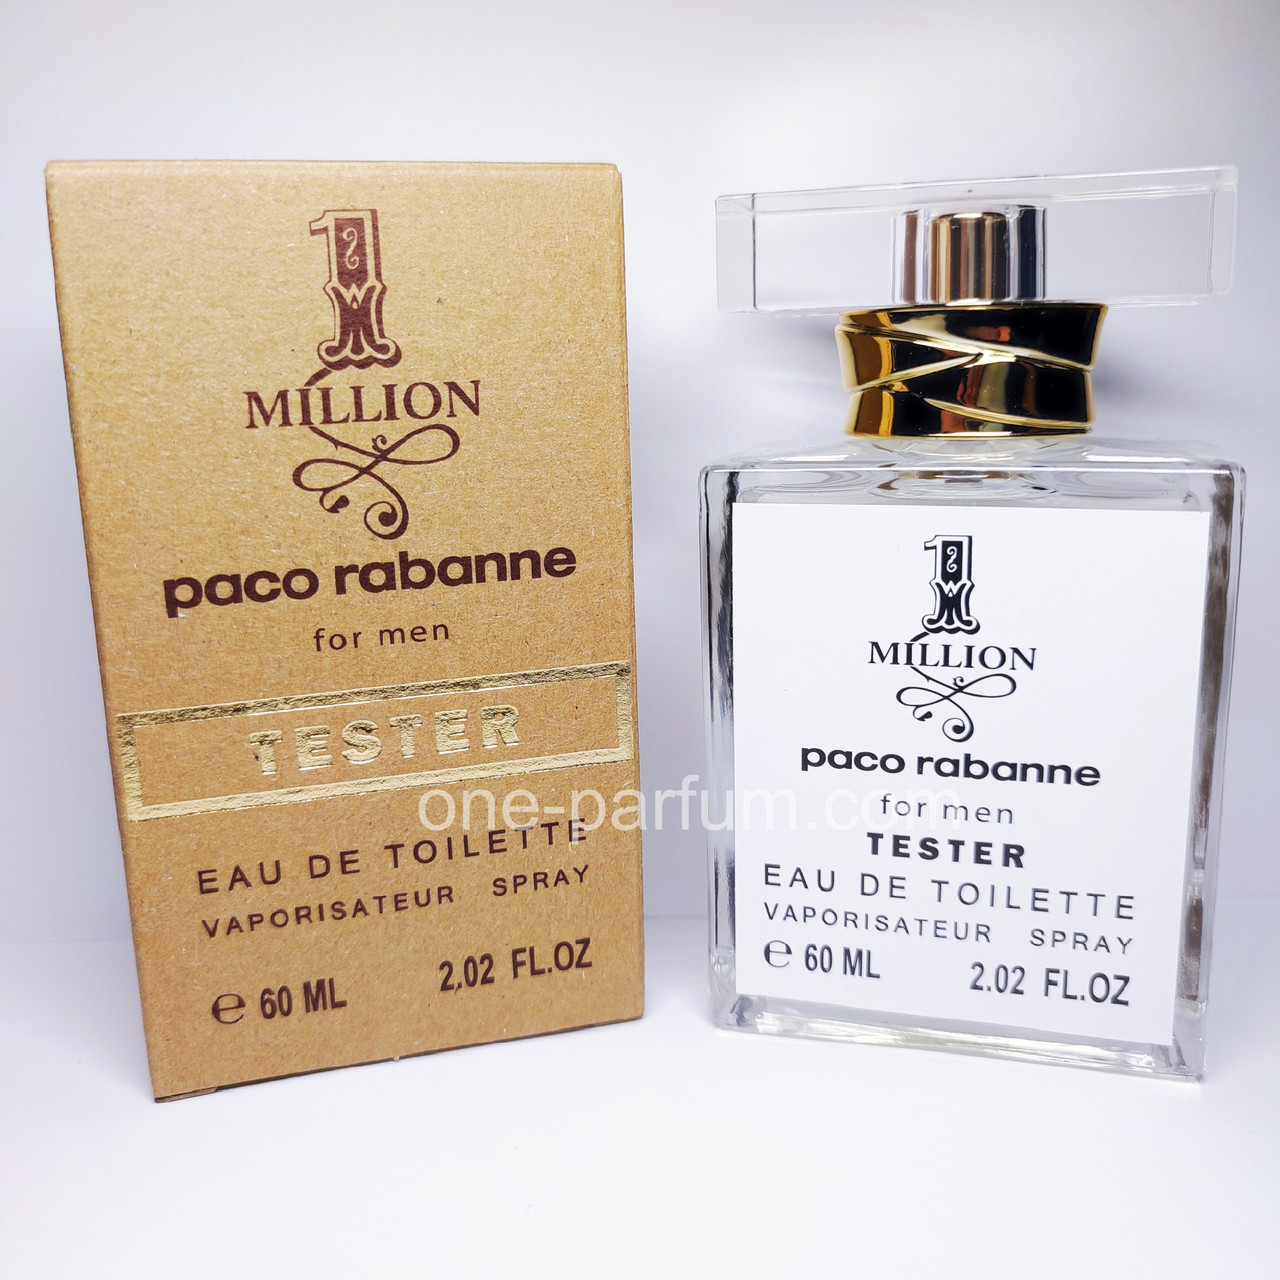 1
MILLION
paco rabanne
for men
TESTER
EAU DE TOILETTE
VAPORISATEUR SPRAY
℮ 60 ML 2.02 FL.OZ
1
MILLION
paco rabanne
for men
TESTER
EAU DE TOILETTE
VAPORISATEUR SPRAY
℮ 60 ML 2.02 FL.OZ
one-parfum.com